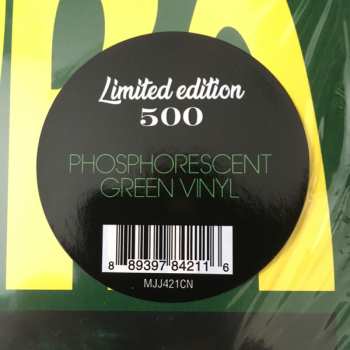 Limited edition
500
PHOSPHORESCENT
GREEN VINYL
8 89397 84211 6
MJJ421CN